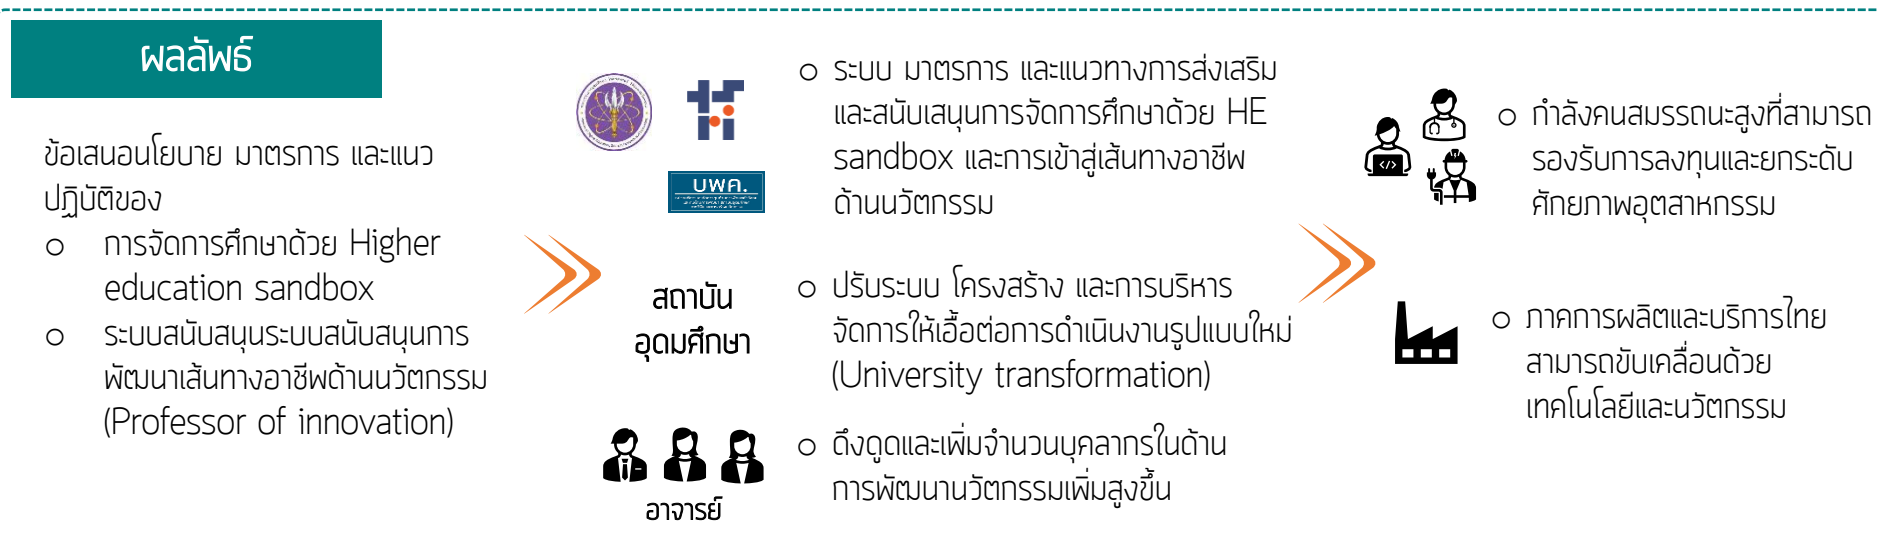 ผลลัพธ์
ข้อเสนอนโยบาย มาตรการ และแนว
ปฏิบัติของ
o การจัดการศึกษาด้วย Higher
education sandbox
o ระบบสนับสนุนระบบสนับสนุนการ
พัฒนาเส้นทางอาชีพด้านนวัตกรรม
(Professor of innovation)
บพค.
o ระบบ มาตรการ และแนวทางการส่งเสริม
และสนับเสนุนการจัดการศึกษาด้วย HE
sandbox และการเข้าสู่เส้นทางอาชีพ
ด้านนวัตกรรม
สถาบัน
อุดมศึกษา
o ปรับระบบ โครงสร้าง และการบริหาร
จัดการให้เอื้อต่อการดำเนินงานรูปแบบใหม่
(University transformation)
อาจารย์
o ดึงดูดและเพิ่มจำนวนบุคลากรในด้าน
การพัฒนานวัตกรรมเพิ่มสูงขึ้น
o กำลังคนสมรรถนะสูงที่สามารถ
รองรับการลงทุนและยกระดับ
ศักยภาพอุตสาหกรรม
o ภาคการผลิตและบริการไทย
สามารถขับเคลื่อนด้วย
เทคโนโลยีและนวัตกรรม